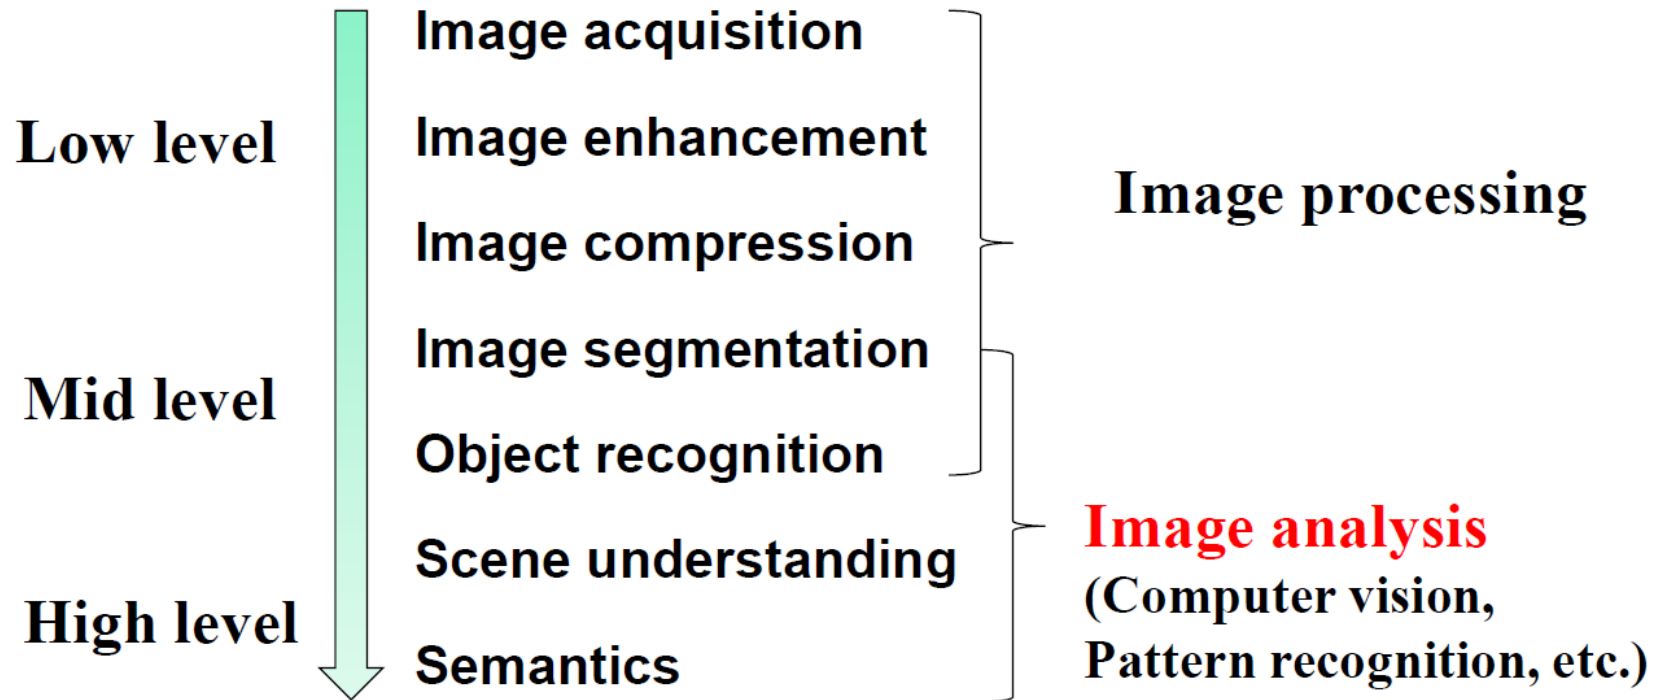 Low level
Mid level
High level
Image acquisition
Image enhancement
Image compression
Image segmentation
Object recognition
Scene understanding
Semantics
Image processing
Image analysis
(Computer vision,
Pattern recognition, etc.)